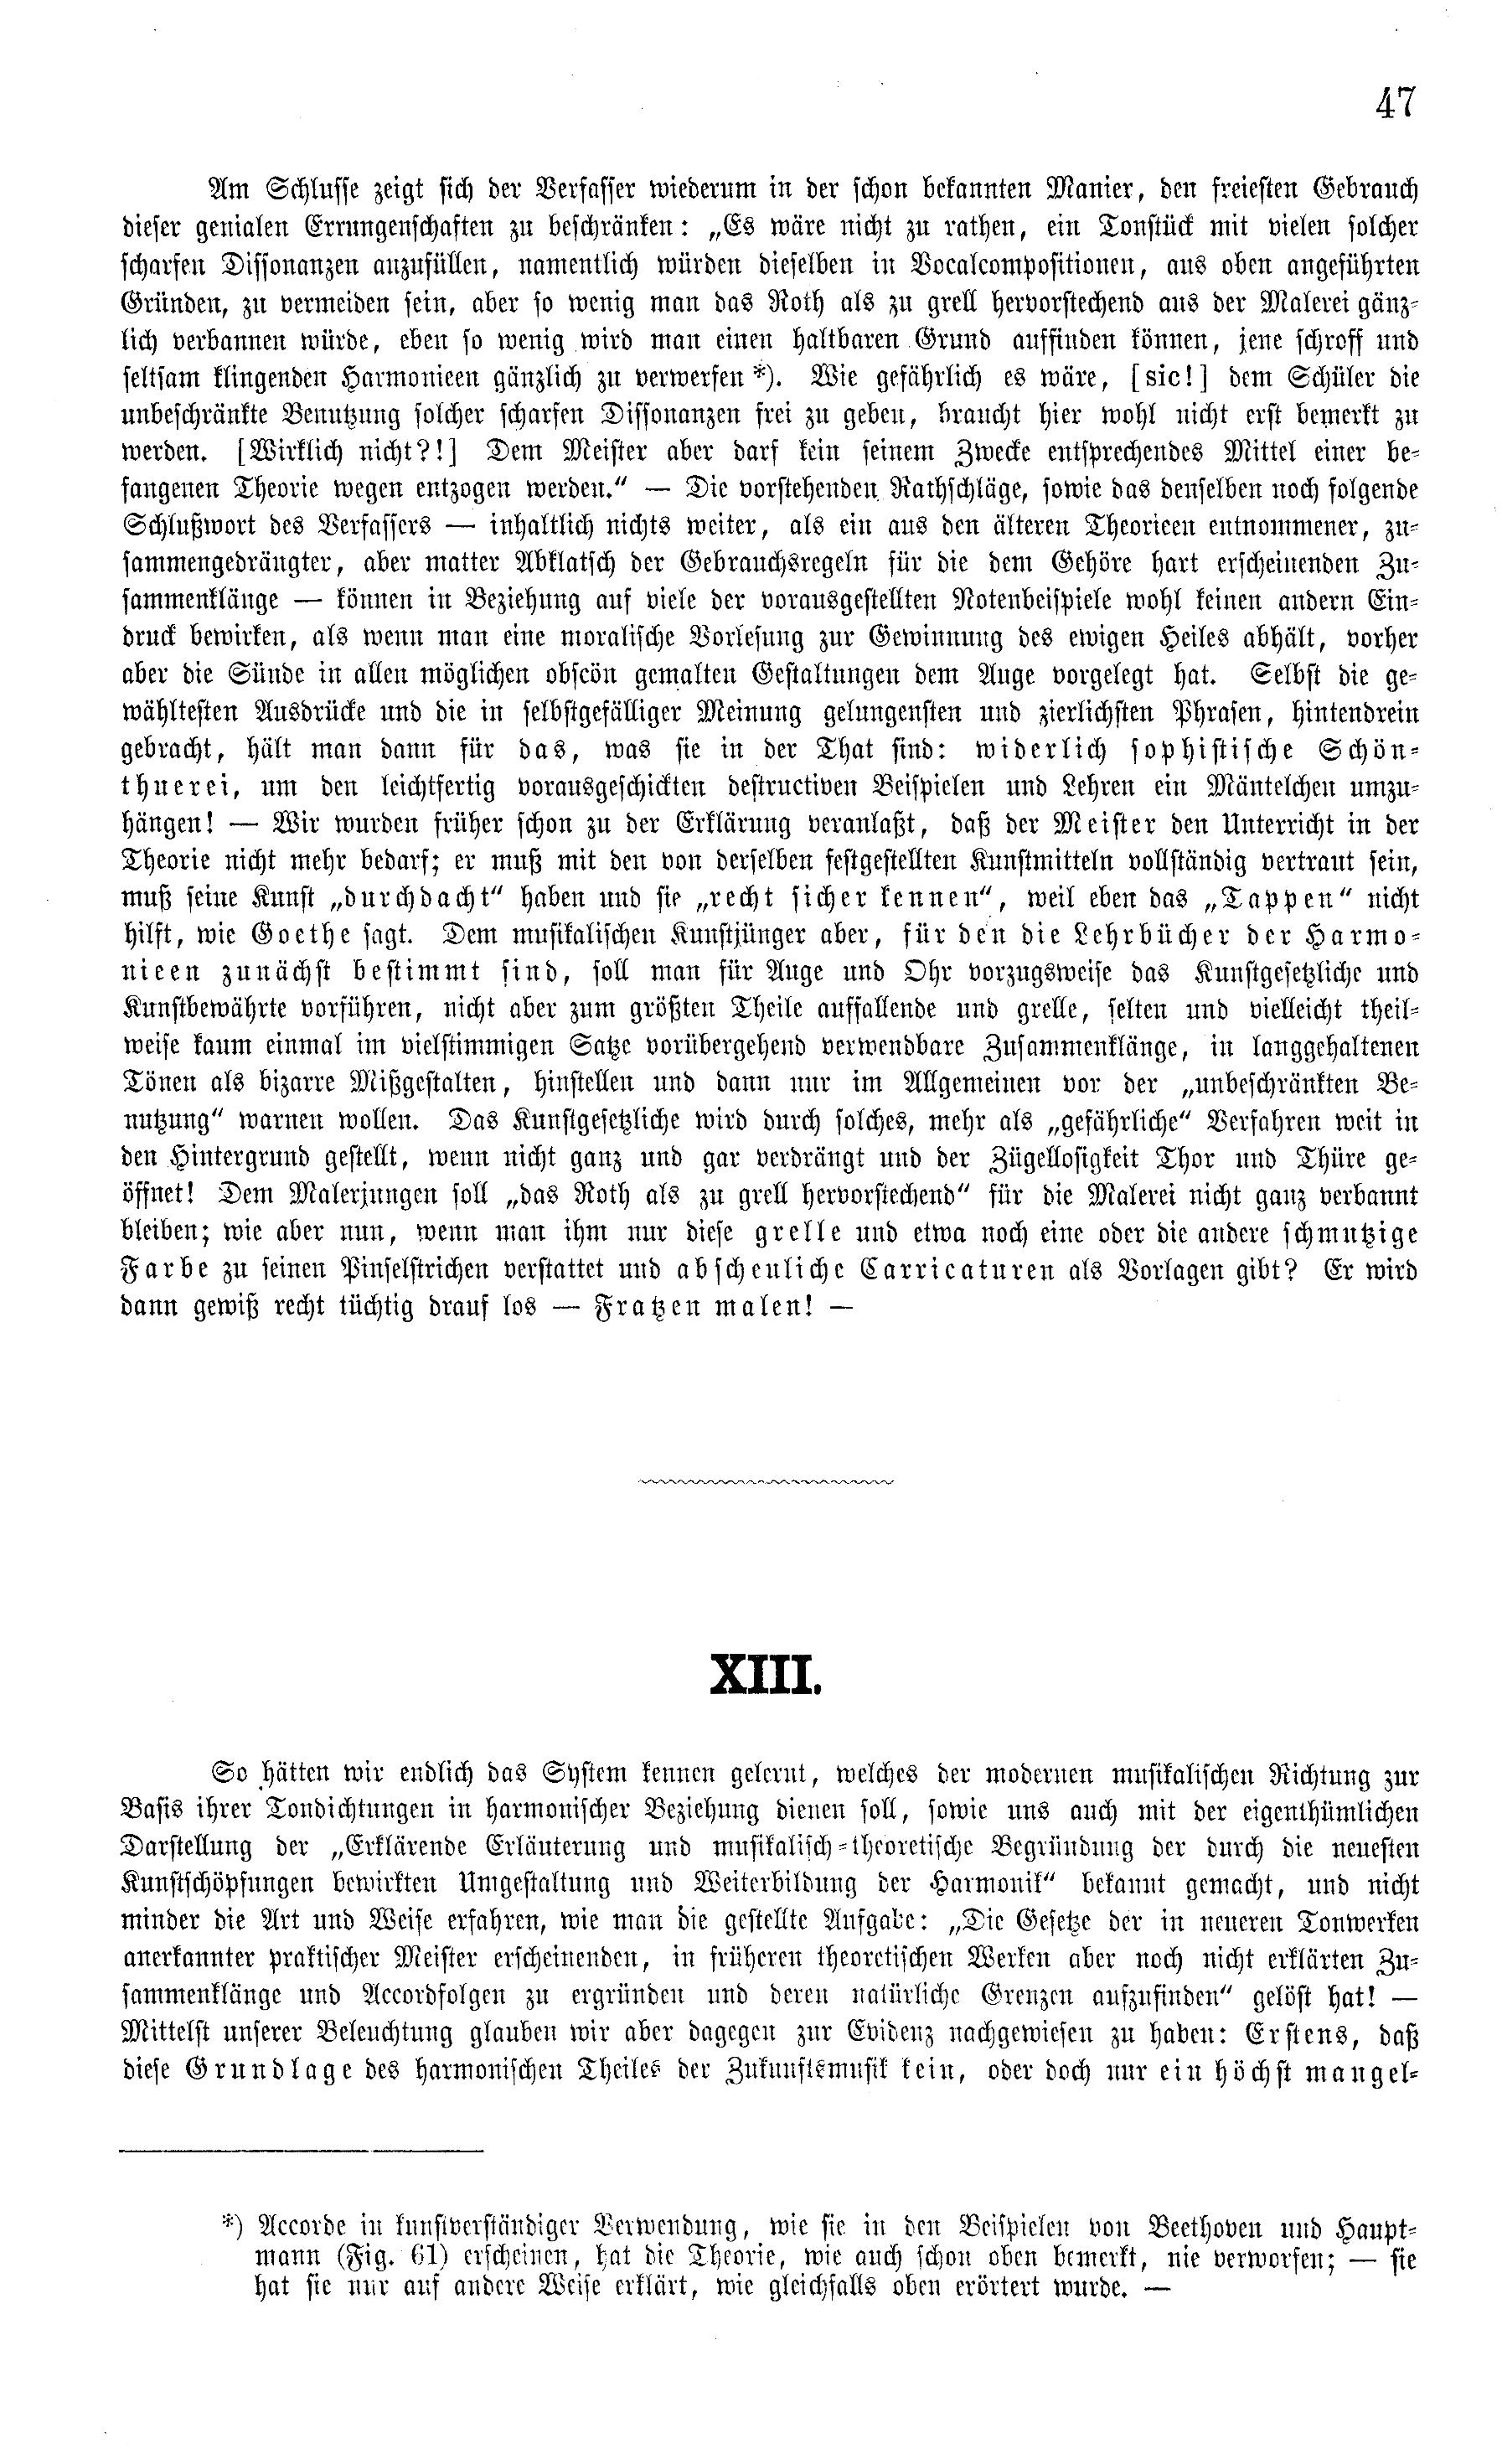 47
Am Schlusse zeigt sich der Verfasser wiederum in der schon bekannten Manier, den freiesten Gebrauch
dieser genialen Errungenschaften zu beschränken: „Es wäre nicht zu rathen, ein Tonstück mit vielen solcher
scharfen Dissonanzen anzufüllen, namentlich würden dieselben in Vocalcompositionen, aus oben angeführten
Gründen, zu vermeiden sein, aber so wenig man das Roth als zu grell hervorstechend aus der Malerei gänz-
lich verbannen würde, eben so wenig wird man einen haltbaren Grund auffinden können, jene schroff und
seltsam klingenden Harmonieen gänzlich zu verwerfen *). Wie gefährlich es wäre, [sic!] dem Schüler die
unbeschränkte Benutzung solcher scharfen Dissonanzen frei zu geben, braucht hier wohl nicht erst bemerkt zu
werden. [Wirklich nicht?!] Dem Meister aber darf kein seinem Zwecke entsprechendes Mittel einer be-
fangenen Theorie wegen entzogen werden.“ — Die vorstehenden Rathschläge, sowie das denselben noch folgende
Schlußwort des Verfassers — inhaltlich nichts weiter, als ein aus den älteren Theorieen entnommener, zu-
sammengedrängter, aber matter Abklatsch der Gebrauchsregeln für die dem Gehöre hart erscheinenden Zu-
sammenklänge — können in Beziehung auf viele der vorausgestellten Notenbeispiele wohl keinen andern Ein-
druck bewirken, als wenn man eine moralische Vorlesung zur Gewinnung des ewigen Heiles abhält, vorher
aber die Sünde in allen möglichen obscön gemalten Gestaltungen dem Auge vorgelegt hat. Selbst die ge-
wähltesten Ausdrücke und die in selbstgefälliger Meinung gelungensten und zierlichsten Phrasen, hintendrein
gebracht, hält man dann für das, was sie in der That sind: widerlich sophistische Schön-
thuerei, um den leichtfertig vorausgeschickten destructiven Beispielen und Lehren ein Mäntelchen umzu-
hängen! — Wir wurden früher schon zu der Erklärung veranlaßt, daß der Meister den Unterricht in der
Theorie nicht mehr bedarf; er muß mit den von derselben festgestellten Kunstmitteln vollständig vertraut sein,
muß seine Kunst „durchdacht“ haben und sie „recht sicher kennen“, weil eben das „Tappen“ nicht
hilft, wie Goethe sagt. Dem musikalischen Kunstjünger aber, für den die Lehrbücher der Harmo-
nieen zunächst bestimmt sind, soll man für Auge und Ohr vorzugsweise das Kunstgesetzliche und
Kunstbewährte vorführen, nicht aber zum größten Theile auffallende und grelle, selten und vielleicht theil-
weise kaum einmal im vielstimmigen Satze vorübergehend verwendbare Zusammenklänge, in langgehaltenen
Tönen als bizarre Mißgestalten, hinstellen und dann nur im Allgemeinen vor der „unbeschränkten Be-
nutzung“ warnen wollen. Das Kunstgesetzliche wird durch solches, mehr als „gefährliche“ Verfahren weit in
den Hintergrund gestellt, wenn nicht ganz und gar verdrängt und der Zügellosigkeit Thor und Thüre ge-
öffnet! Dem Malerjungen soll „das Roth als zu grell hervorstechend“ für die Malerei nicht ganz verbannt
bleiben; wie aber nun, wenn man ihm nur diese grelle und etwa noch eine oder die andere schmutzige
Farbe zu seinen Pinselstrichen verstattet und abscheuliche Carricaturen als Vorlagen gibt? Er wird
dann gewiß recht tüchtig drauf los — Fratzen malen! —
XIII.
So hätten wir endlich das System kennen gelernt, welches der modernen musikalischen Richtung zur
Basis ihrer Tondichtungen in harmonischer Beziehung dienen soll, sowie uns auch mit der eigenthümlichen
Darstellung der „Erklärende Erläuterung und musikalisch-theoretische Begründung der durch die neuesten
Kunstschöpfungen bewirkten Umgestaltung und Weiterbildung der Harmonik“ bekannt gemacht, und nicht
minder die Art und Weise erfahren, wie man die gestellte Aufgabe: „Die Gesetze der in neueren Tonwerken
anerkannter praktischer Meister erscheinenden, in früheren theoretischen Werken aber noch nicht erklärten Zu-
sammenklänge und Accordfolgen zu ergründen und deren natürliche Grenzen aufzufinden“ gelöst hat! —
Mittelst unserer Beleuchtung glauben wir aber dagegen zur Evidenz nachgewiesen zu haben: Erstens, daß
diese Grundlage des harmonischen Theiles der Zukunftsmusik kein, oder doch nur ein höchst mangel-
*) Accorde in kunstverständiger Verwendung, wie sie in den Beispielen von Beethoven und Haupt-
mann (Fig. 61) erscheinen, hat die Theorie, wie auch schon oben bemerkt, nie verworfen; — sie
hat sie nur auf andere Weise erklärt, wie gleichfalls oben erörtert wurde. —